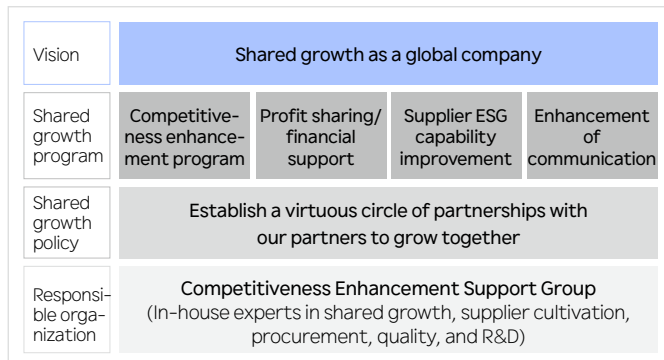 Vision
Shared growth as a global company
Shared
growth
program
Competitive-
ness enhance-
ment program
Profit sharing/
financial
support
Supplier ESG
capability
improvement
Enhancement
of
communication
Shared
growth
policy
Establish a virtuous circle of partnerships with
our partners to grow together
Responsi-
ble orga-
nization
Competitiveness Enhancement Support Group
(In-house experts in shared growth, supplier cultivation,
procurement, quality, and R&D)